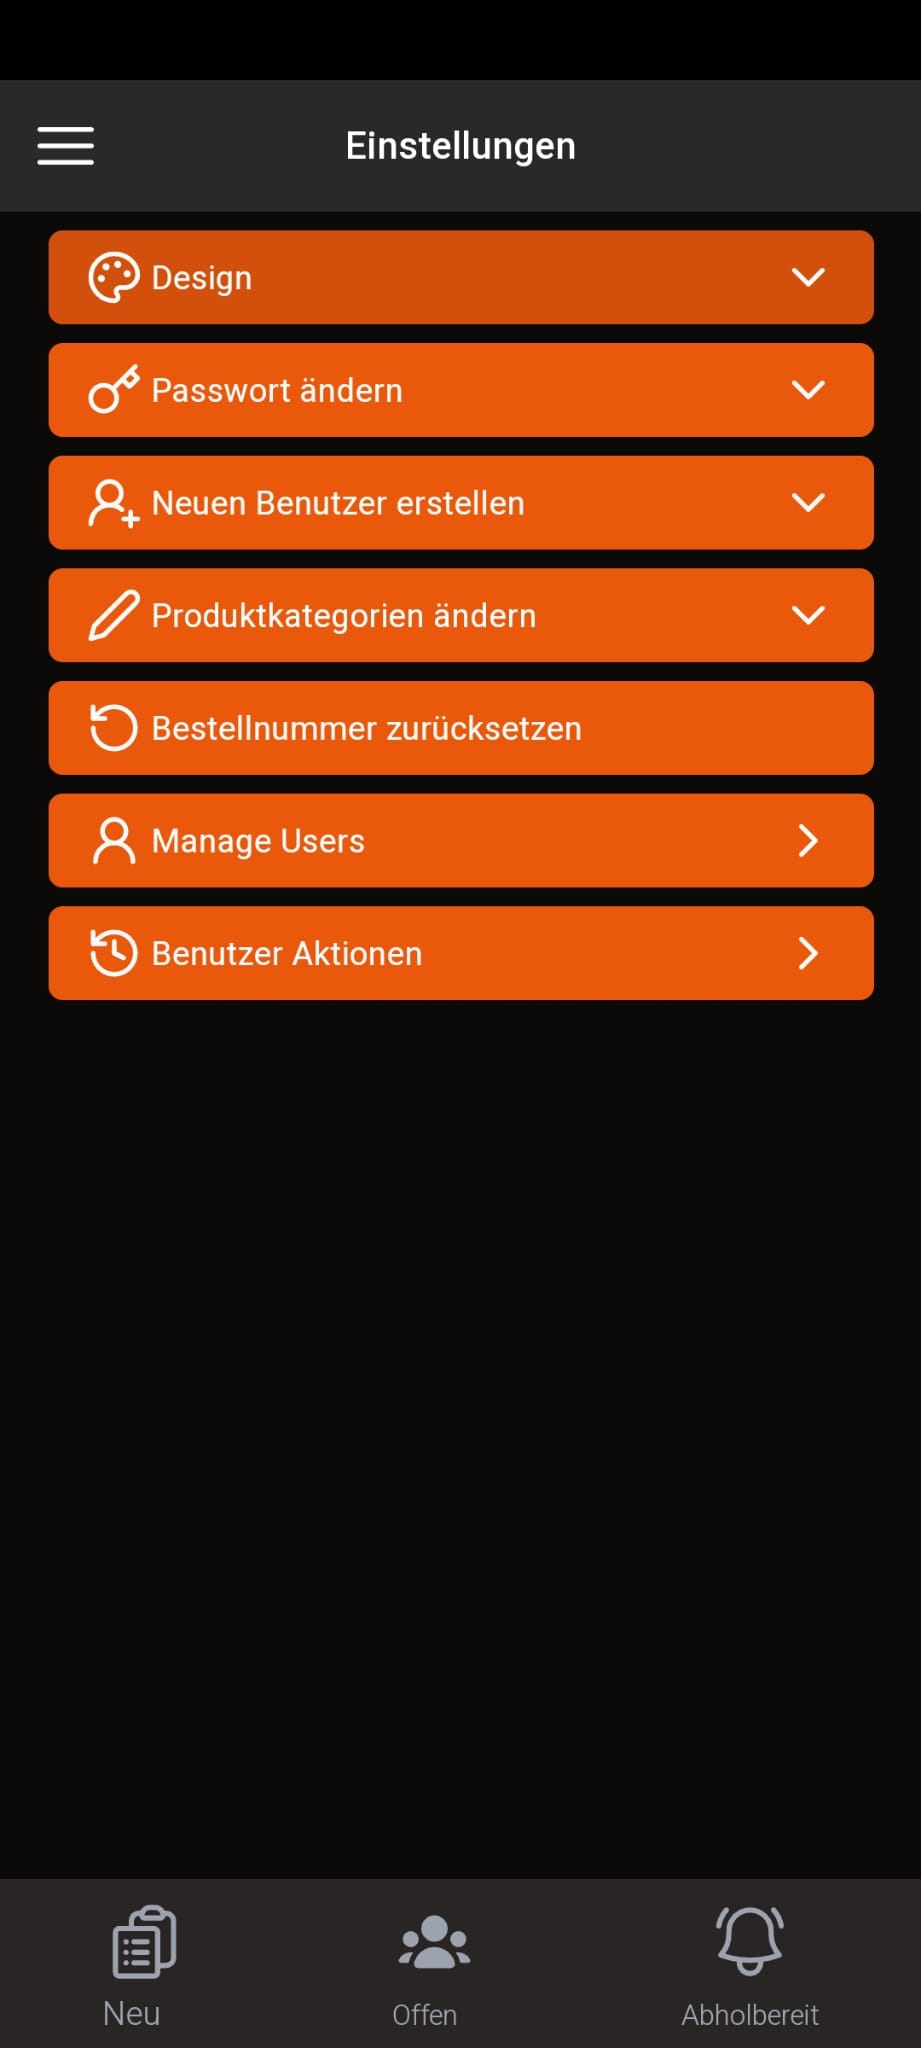 Einstellungen
Design
Passwort ändern
Neuen Benutzer erstellen
Produktkategorien ändern
Bestellnummer zurücksetzen
Manage Users
Benutzer Aktionen
Neu
Offen
Abholbereit